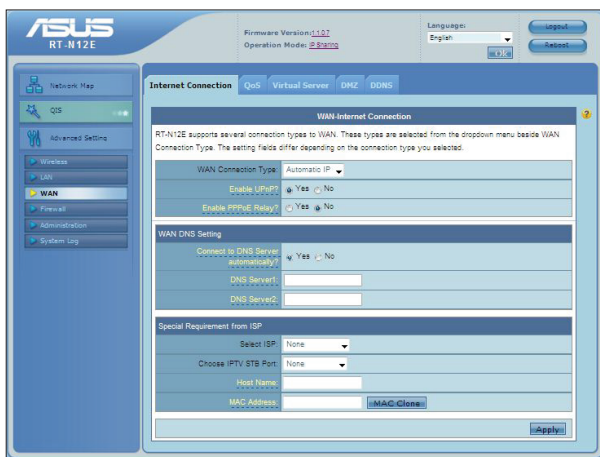 ASUS
RT-N12E
Firmware Version:1.1.0.7
Operation Mode: IP Sharing
Language:
English
OK
Logout
Reboot
Network Map
QIS
Advanced Setting
Wireless
LAN
WAN
Firewall
Administration
System Log
Internet Connection QoS Virtual Server DMZ DDNS
WAN-Internet Connection
?
RT-N12E supports several connection types to WAN. These types are selected from the dropdown menu beside WAN
Connection Type. The setting fields differ depending on the connection type you selected.
WAN Connection Type: Automatic IP
Enable UPnP? Yes No
Enable PPPoE Relay? Yes No
WAN DNS Setting
Connect to DNS Server
automatically? Yes No
DNS Server1:
DNS Server2:
Special Requirement from ISP
Select ISP: None
Choose IPTV STB Port: None
Host Name:
MAC Address: MAC Clone
Apply